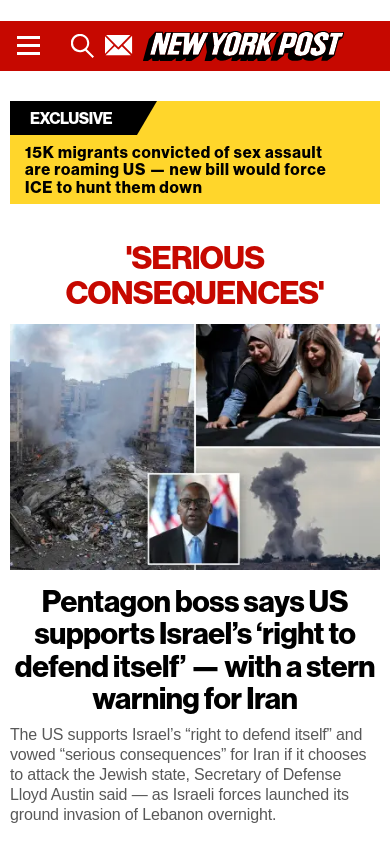 NEW YORK POST
EXCLUSIVE
15K migrants convicted of sex assault
are roaming US — new bill would force
ICE to hunt them down
'SERIOUS
CONSEQUENCES'
Pentagon boss says US
supports Israel’s ‘right to
defend itself’ — with a stern
warning for Iran
The US supports Israel’s “right to defend itself” and
vowed “serious consequences” for Iran if it chooses
to attack the Jewish state, Secretary of Defense
Lloyd Austin said — as Israeli forces launched its
ground invasion of Lebanon overnight.